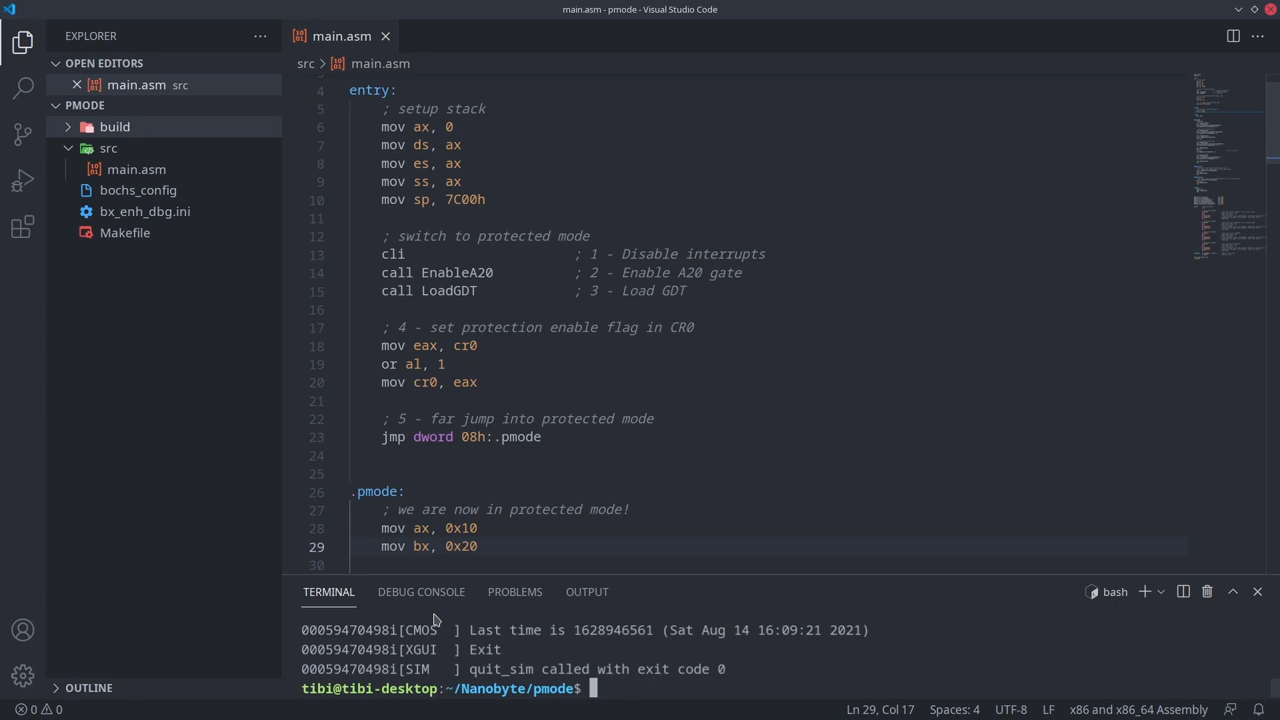 main.asm - pmode - Visual Studio Code
EXPLORER
OPEN EDITORS
main.asm src
PMODE
build
src
main.asm
bochs_config
bx_enh_dbg.ini
Makefile
OUTLINE
main.asm
src > main.asm
4 entry:
5 ; setup stack
6 mov ax, 0
7 mov ds, ax
8 mov es, ax
9 mov ss, ax
10 mov sp, 7C00h
11
12 ; switch to protected mode
13 cli ; 1 - Disable interrupts
14 call EnableA20 ; 2 - Enable A20 gate
15 call LoadGDT ; 3 - Load GDT
16
17 ; 4 - set protection enable flag in CR0
18 mov eax, cr0
19 or al, 1
20 mov cr0, eax
21
22 ; 5 - far jump into protected mode
23 jmp dword 08h:.pmode
24
25
26 .pmode:
27 ; we are now in protected mode!
28 mov ax, 0x10
29 mov bx, 0x20
30
TERMINAL DEBUG CONSOLE PROBLEMS OUTPUT
bash
00059470498i[CMOS ] Last time is 1628946561 (Sat Aug 14 16:09:21 2021)
00059470498i[XGUI ] Exit
00059470498i[SIM ] quit_sim called with exit code 0
tibi@tibi-desktop:~/Nanobyte/pmode$
0 0
Ln 29, Col 17 Spaces: 4 UTF-8 LF x86 and x86_64 Assembly